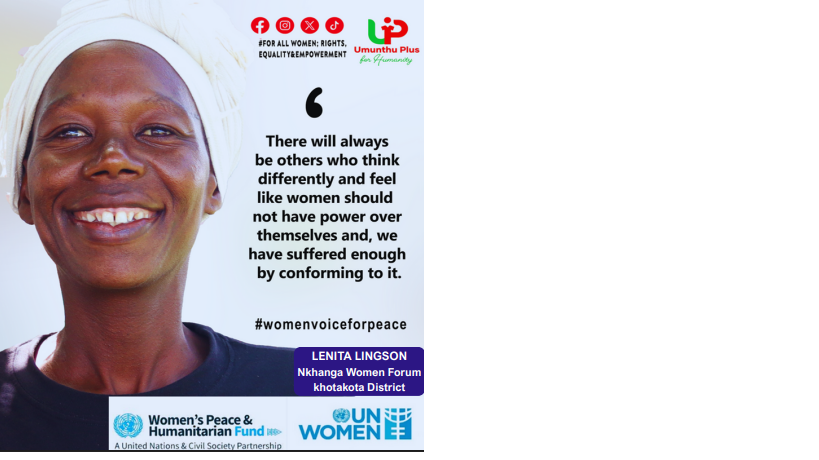 #FOR ALL WOMEN; RIGHTS,
EQUALITY&EMPOWERMENT
UP
Umunthu Plus
for Humanity
There will always
be others who think
differently and feel
like women should
not have power over
themselves and, we
have suffered enough
by conforming to it.
#womenvoiceforpeace
LENITA LINGSON
Nkhanga Women Forum
khotakota District
Women's Peace &
Humanitarian Fund
A United Nations & Civil Society Partnership
UN
WOMEN